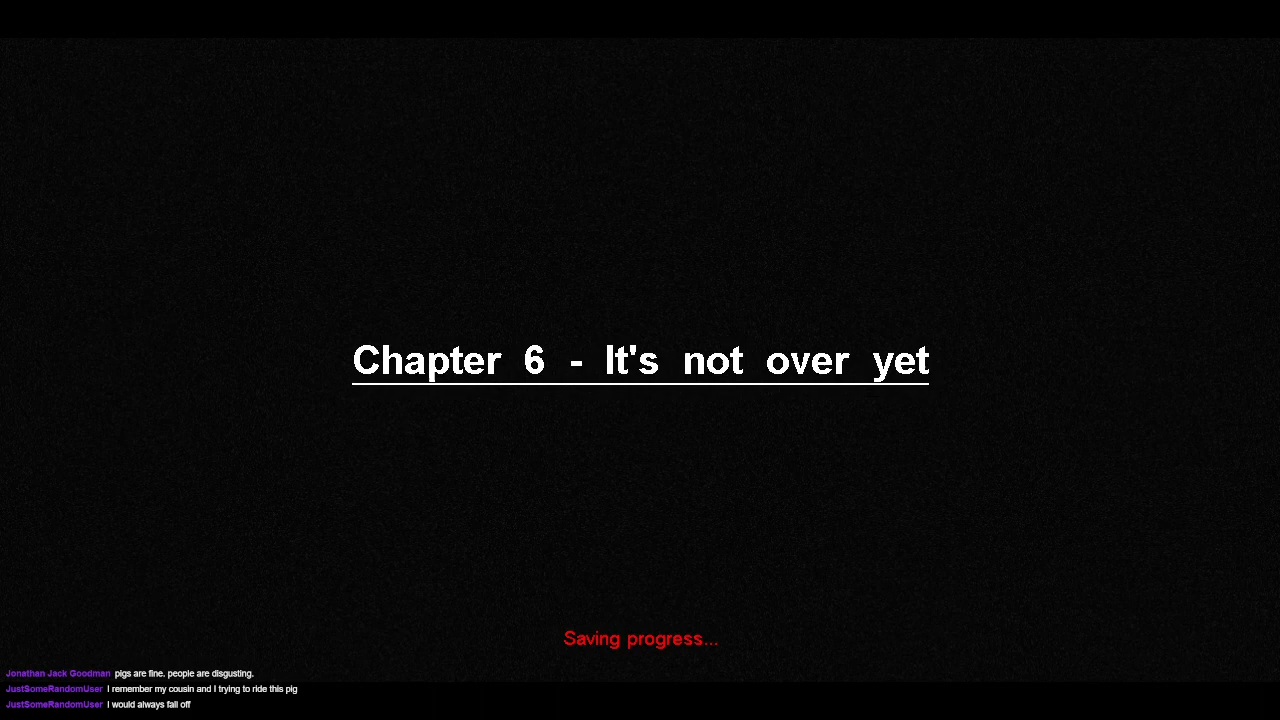 Chapter 6 - It's not over yet
Saving progress...
Jonathan Jack Goodman pigs are fine. people are disgusting.
JustSomeRandomUser I remember my cousin and I trying to ride this pig
JustSomeRandomUser I would always fall off